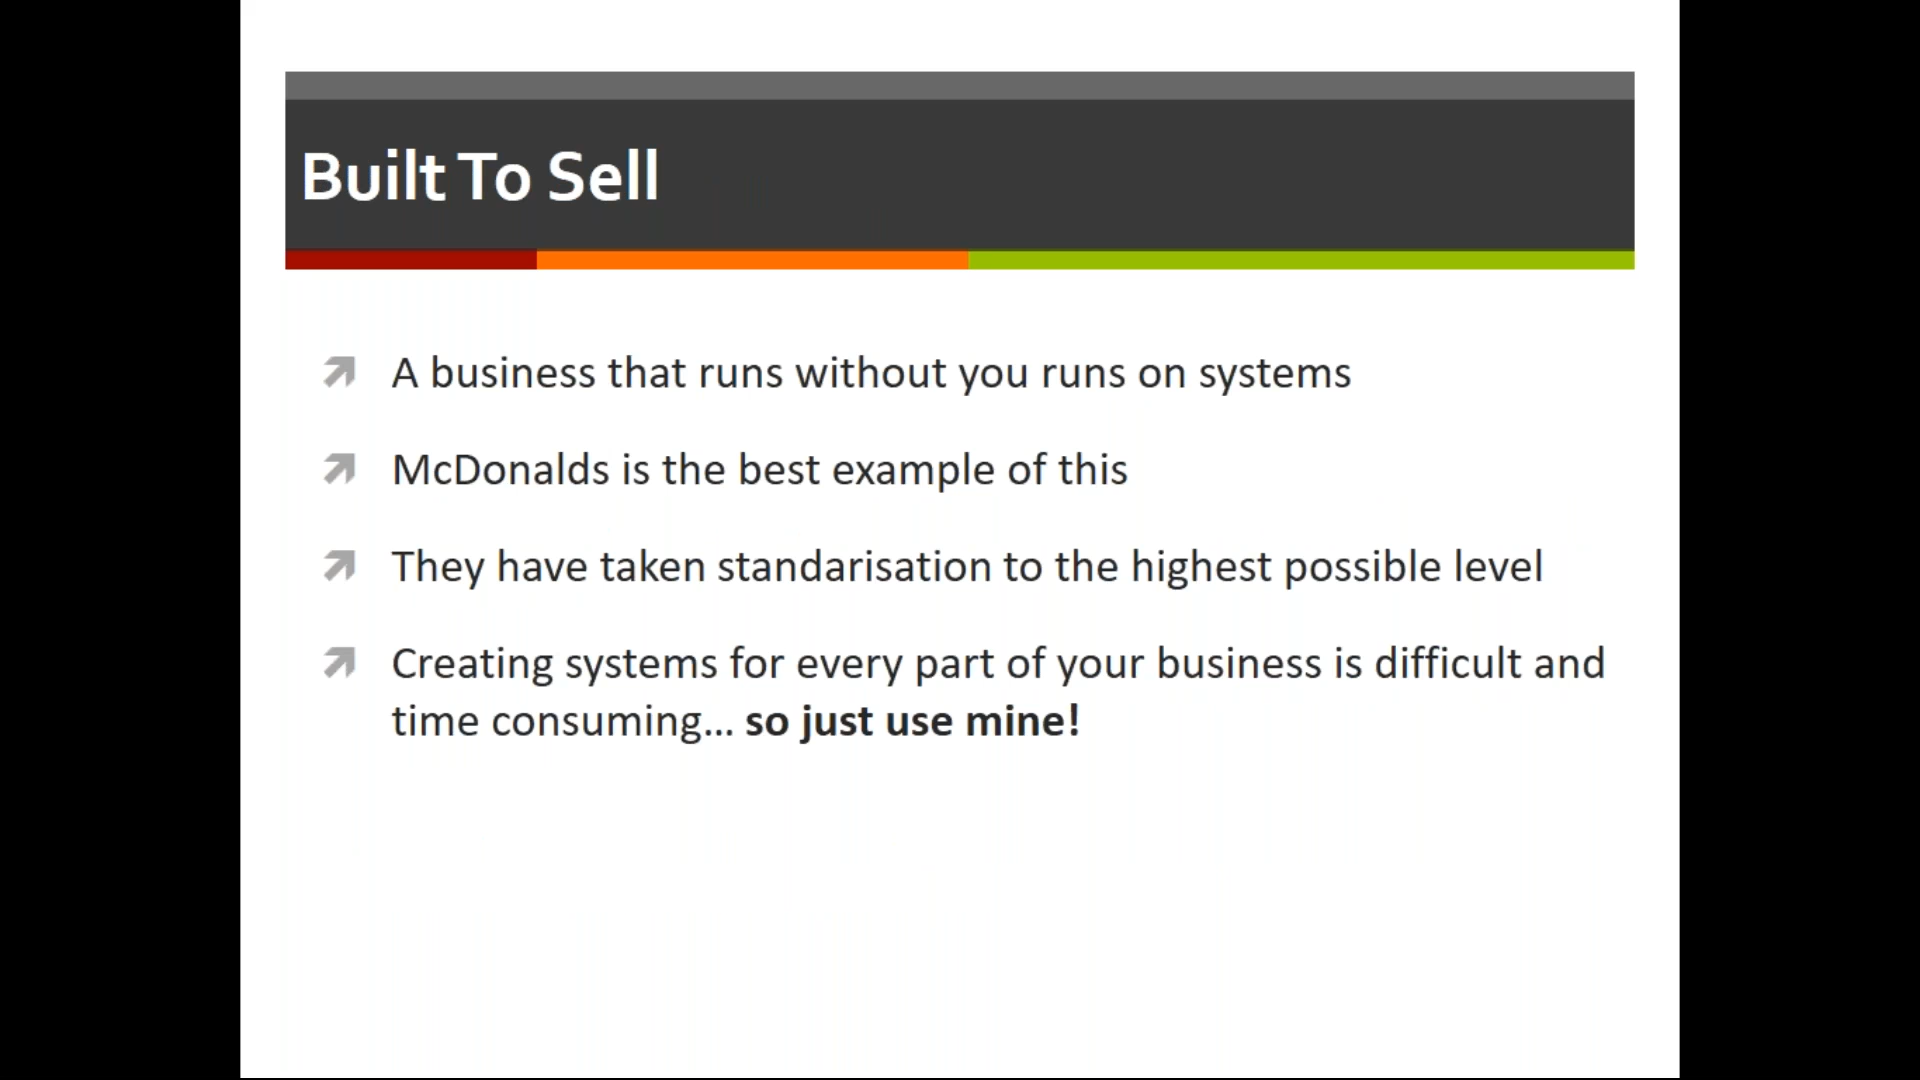 Built To Sell
A business that runs without you runs on systems
McDonalds is the best example of this
They have taken standarisation to the highest possible level
Creating systems for every part of your business is difficult and
time consuming... so just use mine!